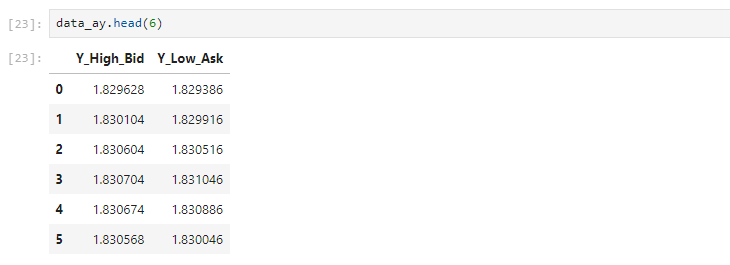 [23]: data_ay.head(6)
[23]: Y_High_Bid Y_Low_Ask
0 1.829628 1.829386
1 1.830104 1.829916
2 1.830604 1.830516
3 1.830704 1.831046
4 1.830674 1.830886
5 1.830568 1.830046